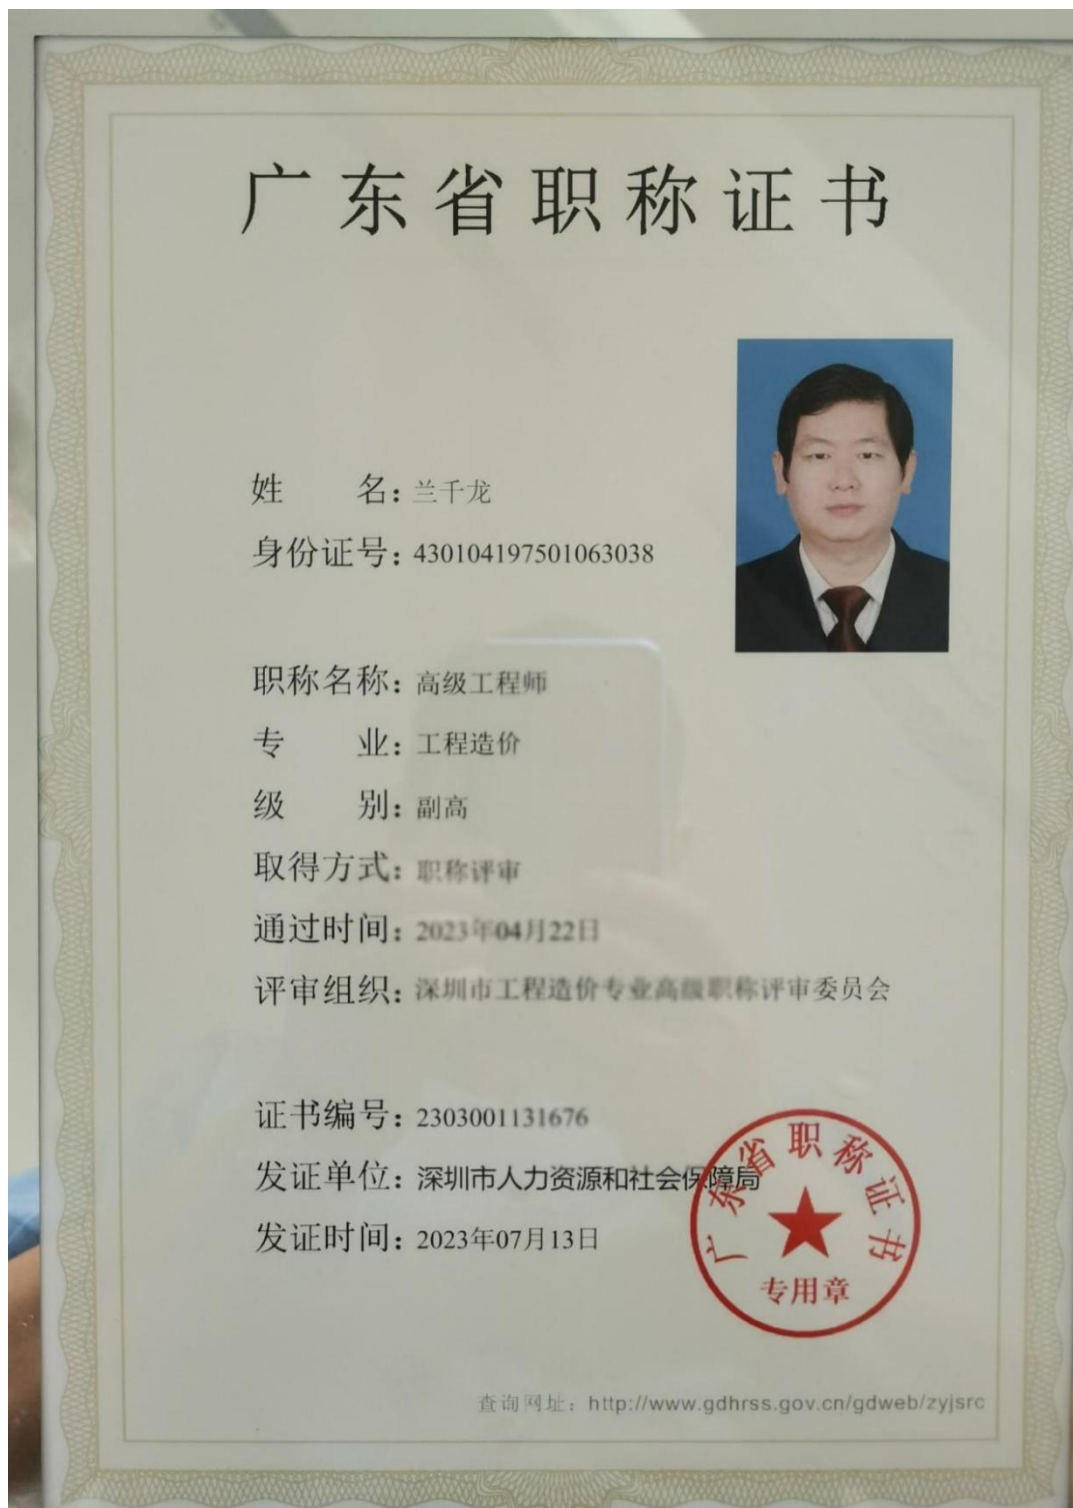 广东省职称证书
姓名：兰千龙
身份证号：430104197501063038
职称名称：高级工程师
专业：工程造价
级别：副高
取得方式：职称评审
通过时间：2023年04月22日
评审组织：深圳市工程造价专业高级职称评审委员会
证书编号：2303001131676
发证单位：深圳市人力资源和社会保障局
发证时间：2023年07月13日
广东省职称证书
专用章
查询网址：http://www.gdhrss.gov.cn/gdweb/zyjsrc